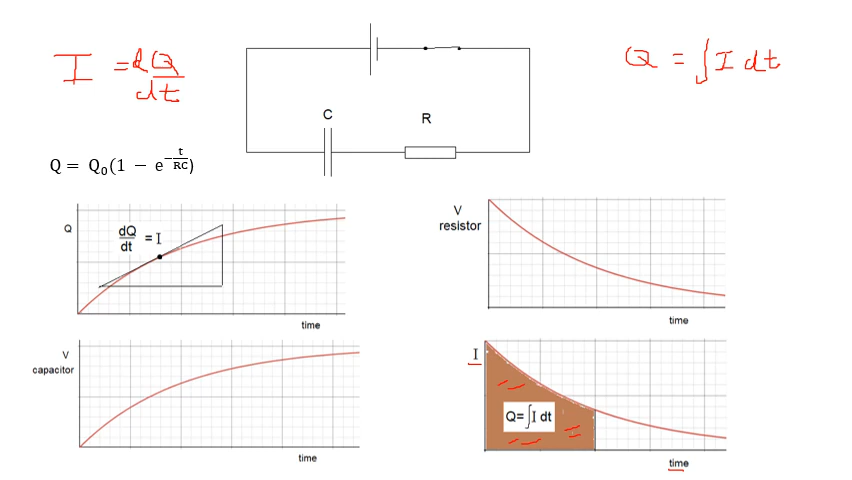 I = dQ/dt
Q = ∫I dt
C
R
Q = Q₀(1 − e^(−t/RC))
Q
dQ/dt = I
time
V
resistor
time
V
capacitor
time
I
Q=∫I dt
time